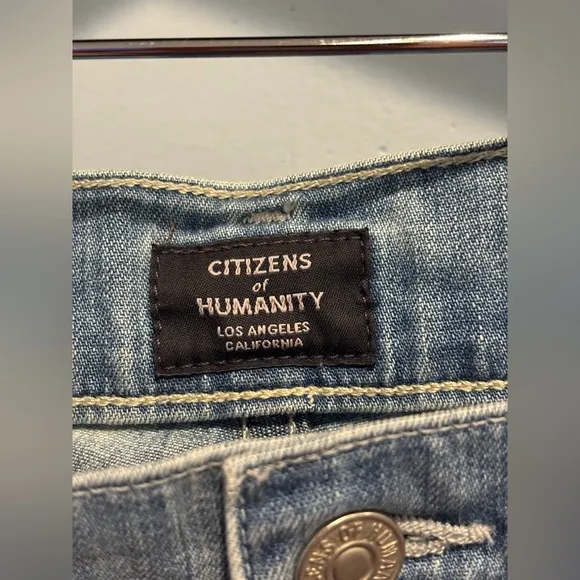 CITIZENS
of
HUMANITY
LOS ANGELES
CALIFORNIA